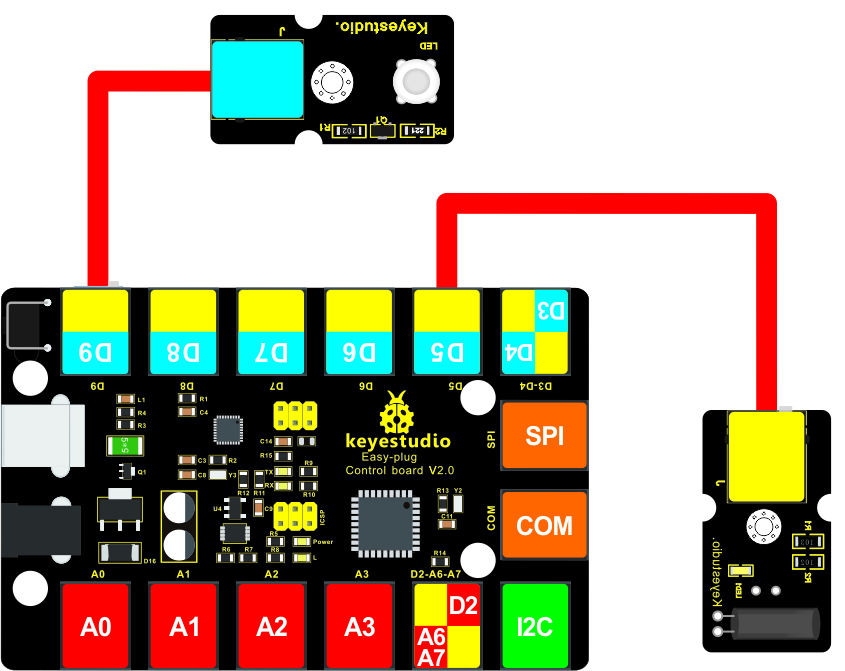 Keyestudio.
J
LED
R1
102
Q1
221
R2
D9
D8
D7
D6
D5
D3
D4
D9
D8
D7
D6
D5
D3-D4
L1
R4
R3
R1
C4
5=9
Q1
C3
R2
C8
Y3
R12
R11
U4
C9
C14
R15
TX
RX
R9
R10
ICSP
R5
R8
Power
L
R6
R7
D16
keyestudio
Easy-plug
Control board V2.0
R13
Y2
C11
R14
SPI
SPI
COM
COM
A0
A1
A2
A3
D2-A6-A7
A0
A1
A2
A3
D2
A6
A7
I2C
J
R1
103
R2
103
LED1
Keyestudio.